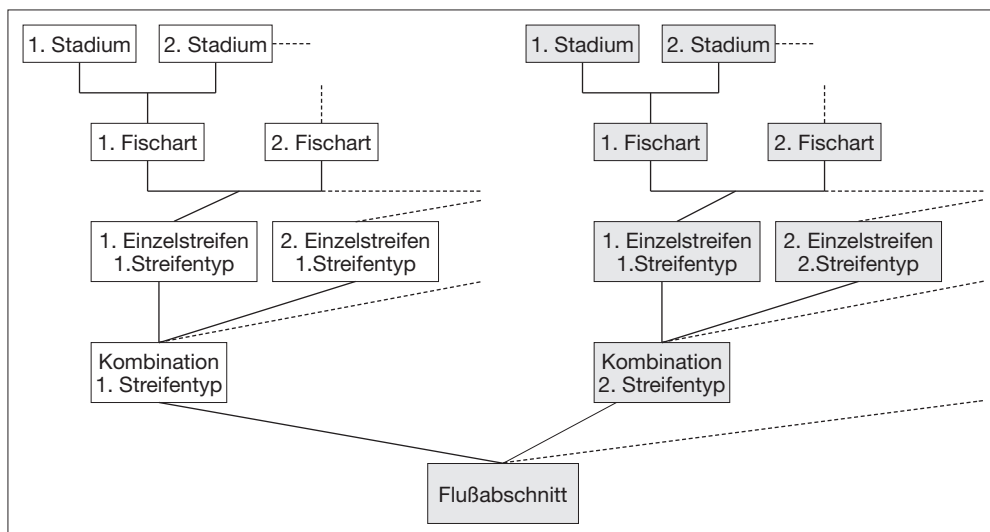 1. Stadium
2. Stadium
1. Stadium
2. Stadium
1. Fischart
2. Fischart
1. Fischart
2. Fischart
1. Einzelstreifen
1.Streifentyp
2. Einzelstreifen
1.Streifentyp
1. Einzelstreifen
1.Streifentyp
2. Einzelstreifen
2.Streifentyp
Kombination
1. Streifentyp
Kombination
2. Streifentyp
Flußabschnitt